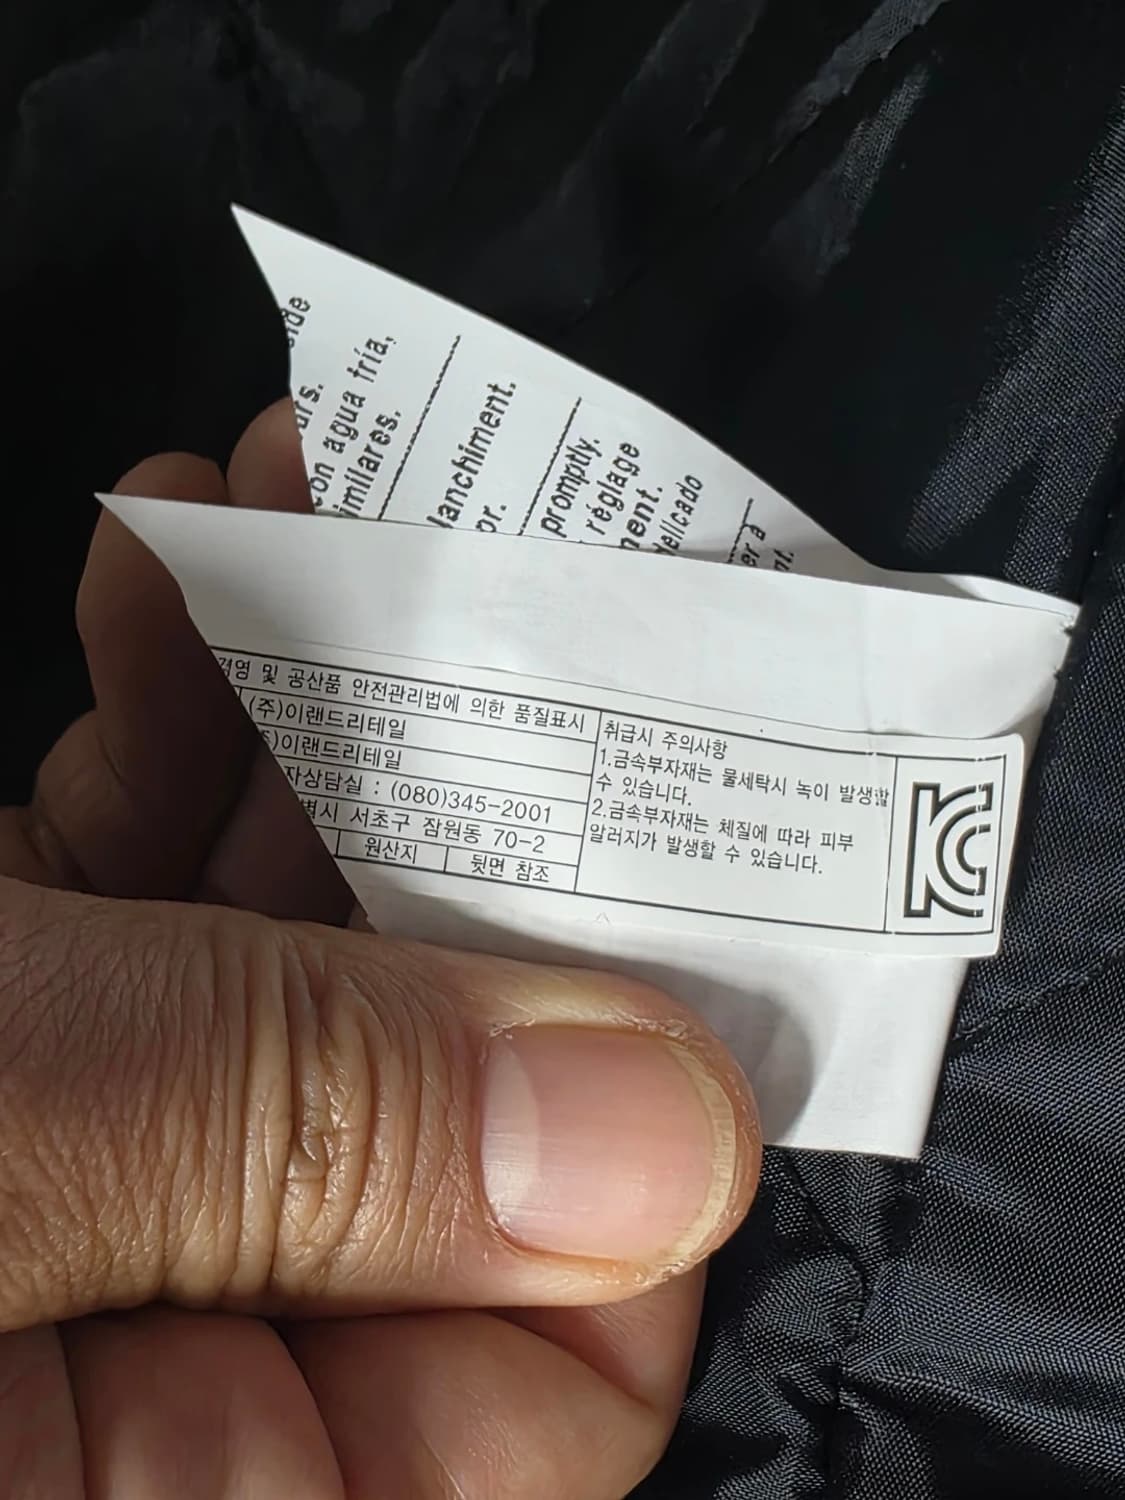 ide
urs.
con agua fría,
imilares.
lanchiment.
or.
promptly.
réglage
ment.
delicado
er a
nt.
경영 및 공산품 안전관리법에 의한 품질표시
(주)이랜드리테일
주)이랜드리테일
자상담실 : (080)345-2001
별시 서초구 잠원동 70-2
원산지 뒷면 참조
취급시 주의사항
1.금속부자재는 물세탁시 녹이 발생할
수 있습니다.
2.금속부자재는 체질에 따라 피부
알러지가 발생할 수 있습니다.
KC